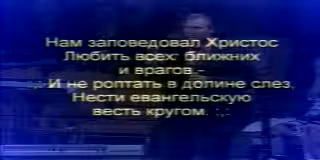 Нам заповедовал Христос
Любить всех: ближних
и врагов -
И не роптать в долине слез,
Нести евангельскую
весть кругом.